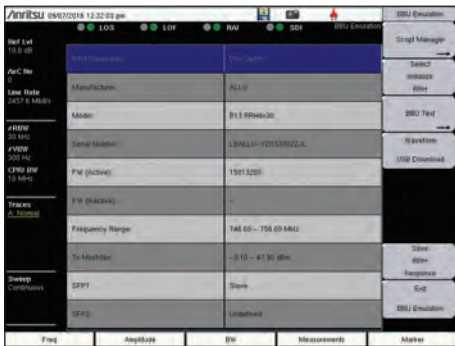 Anritsu 09/07/2016 12:32:03 pm
BBU Emulation
LOS LOF RAI SDI BBU Emulation
Ref Lvl
10.0 dB
AxC No
0
Line Rate
2457.6 Mbit/s
#RBW
30 kHz
#VBW
300 Hz
CPRI BW
10 MHz
Traces
A: Normal
Sweep
Continuous
Manufacturer: ALLU
Model: B13 RRH4x30
Serial Number:
FW (Active): 15013200
FW (Inactive): -
Frequency Range: 746.00 – 756.00 MHz
Tx Min/Max:
SFP1: Slave
SFP2: Undefined
Script Manager
Select
Initialize
RRH
BBU Test
Waveform
USB Download
Save
RRH
Response
Exit
BBU Emulation
Freq Amplitude BW Measurements Marker